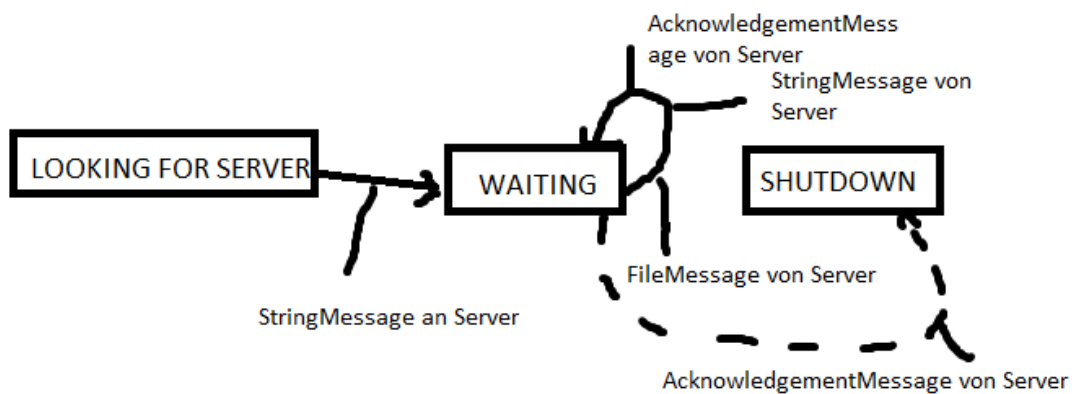 AcknowledgementMess
age von Server
StringMessage von
Server
LOOKING FOR SERVER
WAITING
SHUTDOWN
FileMessage von Server
StringMessage an Server
AcknowledgementMessage von Server